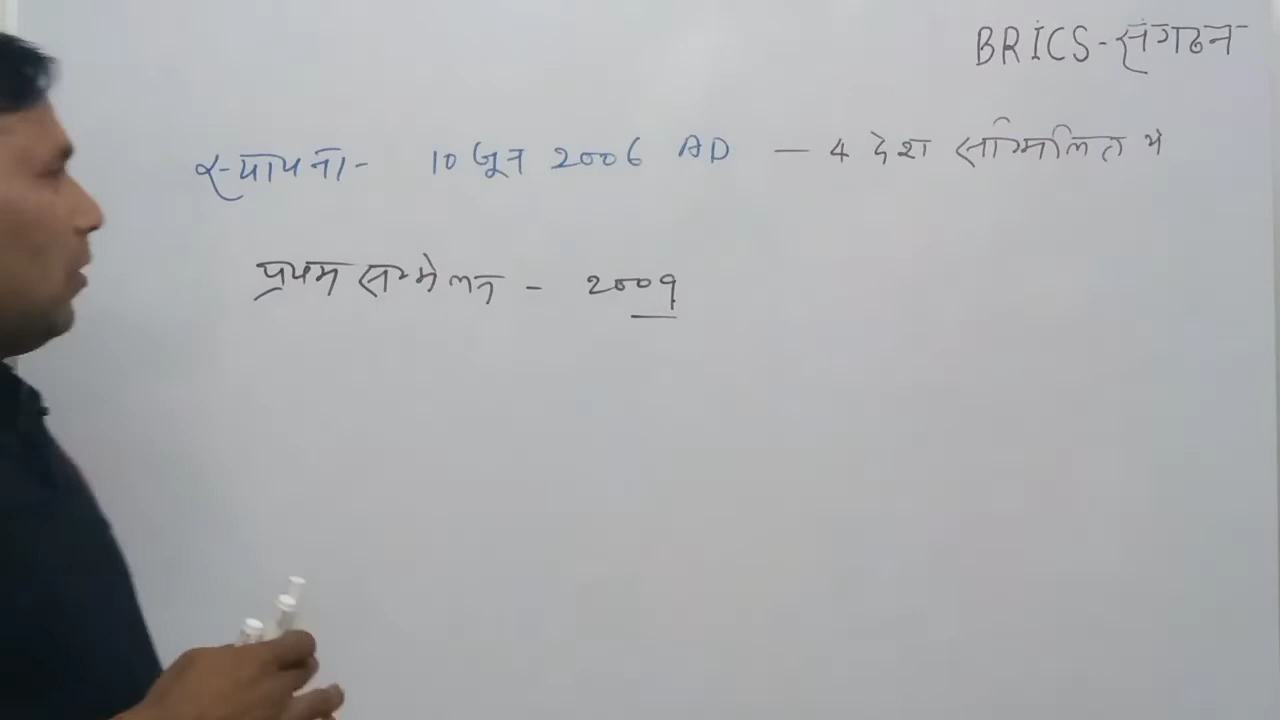 BRICS-संगठन
स्थापना- 10 जून 2006 AD — 4 देश सम्मिलित थे
प्रथम सम्मेलन - 2009